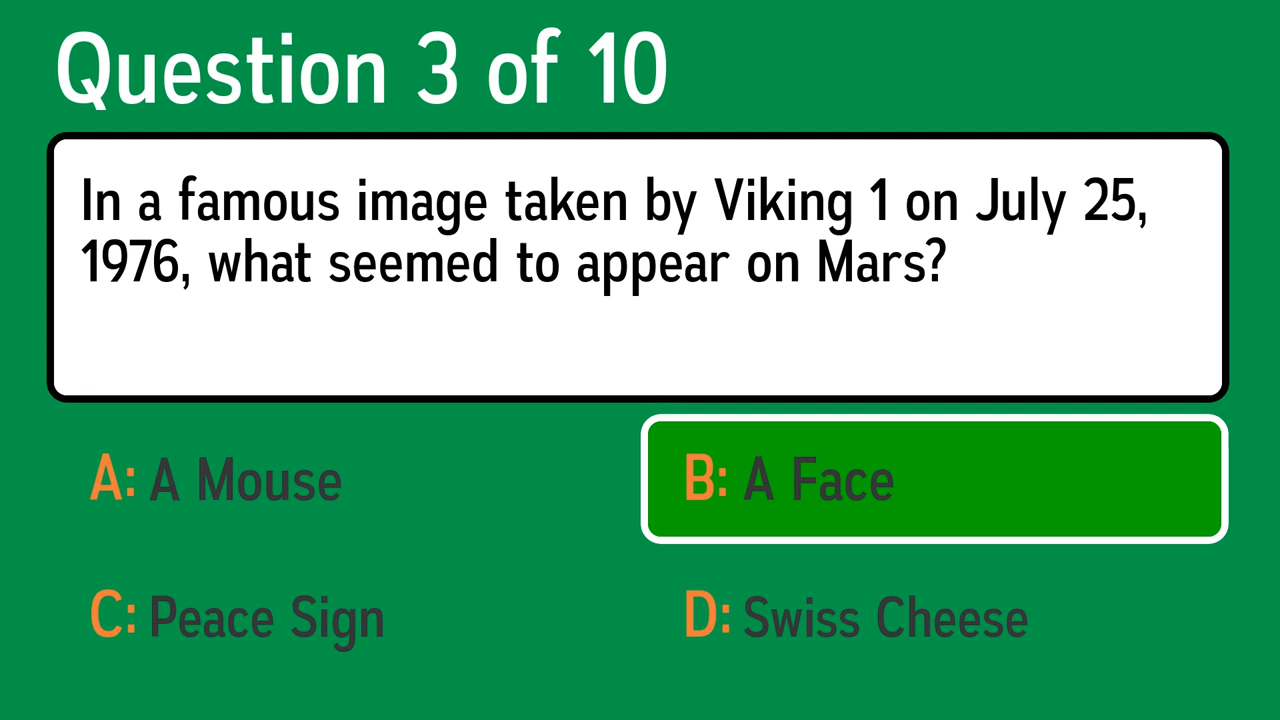 Question 3 of 10
In a famous image taken by Viking 1 on July 25,
1976, what seemed to appear on Mars?
A: A Mouse
B: A Face
C: Peace Sign
D: Swiss Cheese